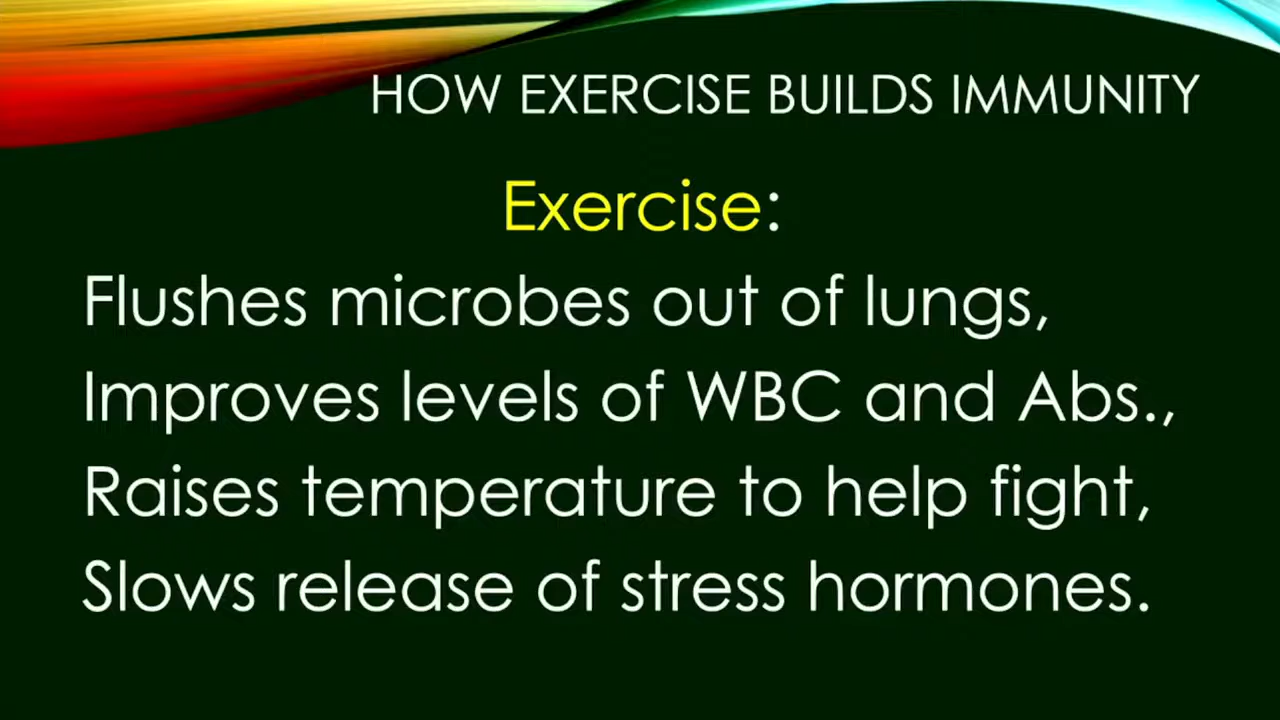 HOW EXERCISE BUILDS IMMUNITY
Exercise:
Flushes microbes out of lungs,
Improves levels of WBC and Abs.,
Raises temperature to help fight,
Slows release of stress hormones.